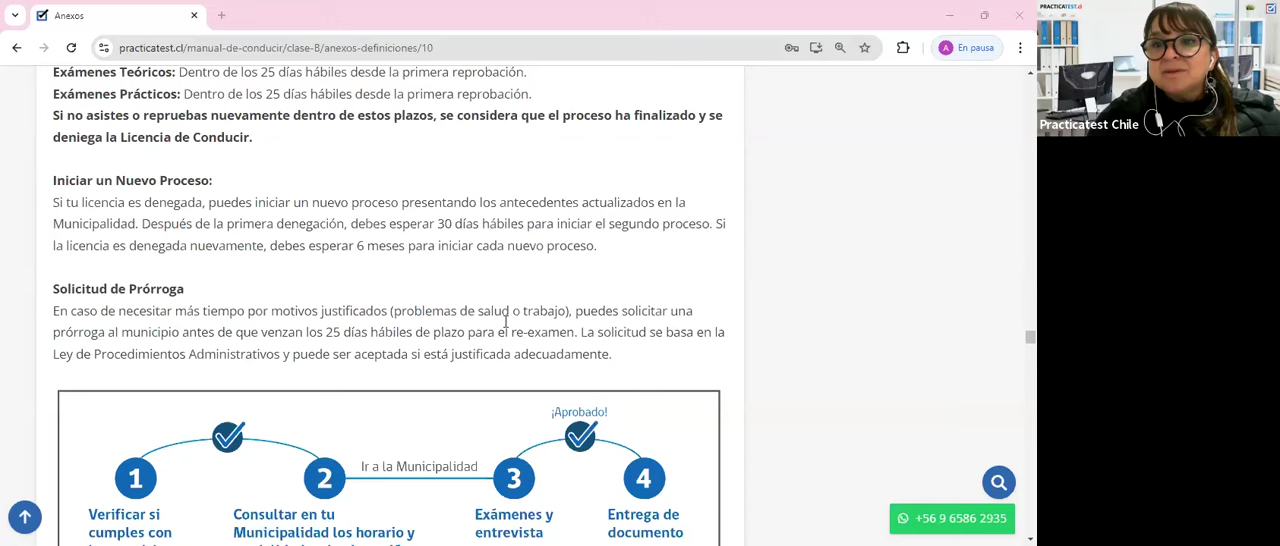 Anexos
practicatest.cl/manual-de-conducir/clase-B/anexos-definiciones/10
A
En pausa
Exámenes Teóricos: Dentro de los 25 días hábiles desde la primera reprobación.
Exámenes Prácticos: Dentro de los 25 días hábiles desde la primera reprobación.
Si no asistes o repruebas nuevamente dentro de estos plazos, se considera que el proceso ha finalizado y se
deniega la Licencia de Conducir.
Iniciar un Nuevo Proceso:
Si tu licencia es denegada, puedes iniciar un nuevo proceso presentando los antecedentes actualizados en la
Municipalidad. Después de la primera denegación, debes esperar 30 días hábiles para iniciar el segundo proceso. Si
la licencia es denegada nuevamente, debes esperar 6 meses para iniciar cada nuevo proceso.
Solicitud de Prórroga
En caso de necesitar más tiempo por motivos justificados (problemas de salud o trabajo), puedes solicitar una
prórroga al municipio antes de que venzan los 25 días hábiles de plazo para el re-examen. La solicitud se basa en la
Ley de Procedimientos Administrativos y puede ser aceptada si está justificada adecuadamente.
¡Aprobado!
Ir a la Municipalidad
1
2
3
4
Verificar si
cumples con
Consultar en tu
Municipalidad los horario y
Exámenes y
entrevista
Entrega de
documento
+56 9 6586 2935
PRACTICATEST.CL
Practicatest Chile